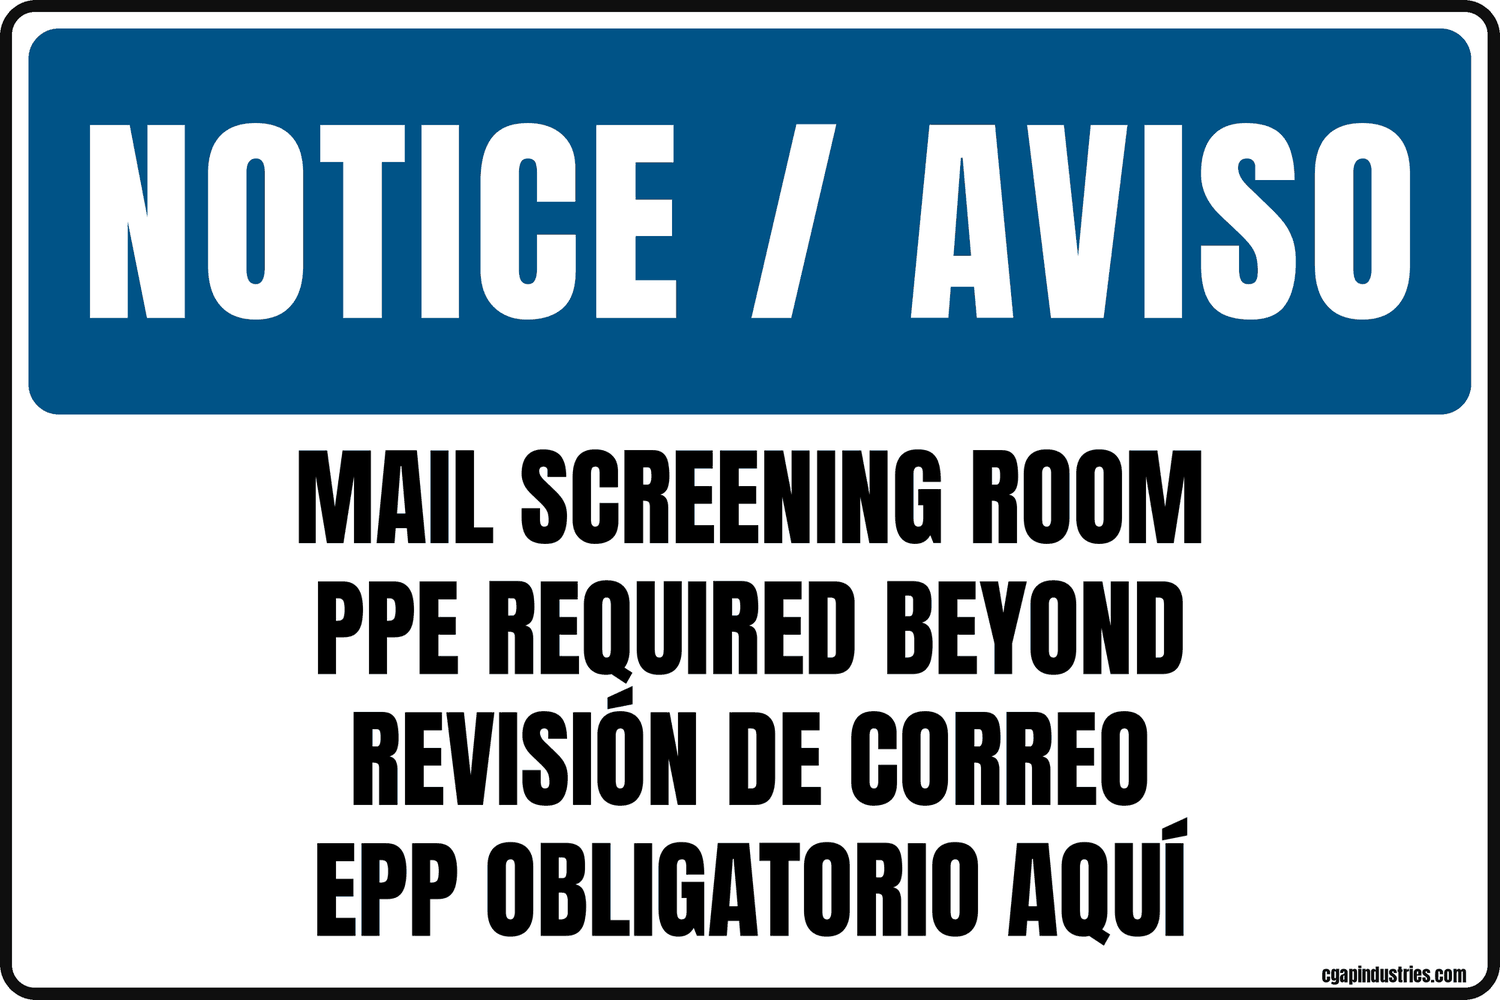 NOTICE / AVISO
MAIL SCREENING ROOM
PPE REQUIRED BEYOND
REVISIÓN DE CORREO
EPP OBLIGATORIO AQUÍ
cgapindustries.com